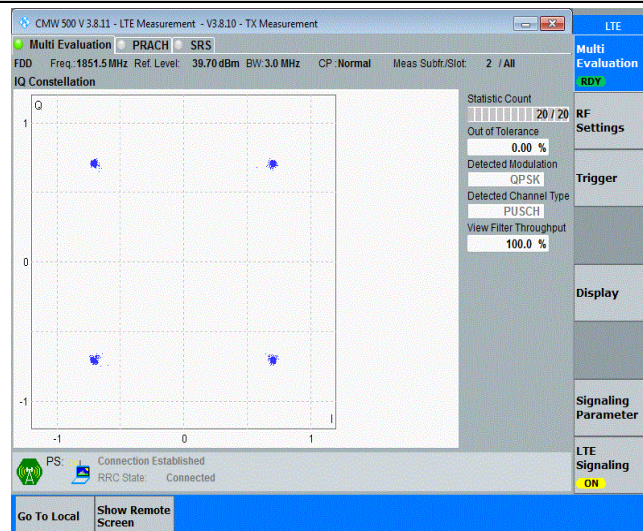 CMW 500 V 3.8.11 - LTE Measurement - V3.8.10 - TX Measurement
LTE
Multi Evaluation PRACH SRS
FDD Freq.:1851.5 MHz Ref. Level: 39.70 dBm BW:3.0 MHz CP:Normal Meas Subfr./Slot: 2 / All
IQ Constellation
Multi
Evaluation
RDY
Q
1
0
-1
I
-1 0 1
Statistic Count
20 / 20
Out of Tolerance
0.00 %
Detected Modulation
QPSK
Detected Channel Type
PUSCH
View Filter Throughput
100.0 %
RF
Settings
Trigger
Display
Signaling
Parameter
LTE
Signaling
ON
PS: Connection Established
RRC State: Connected
Go To Local
Show Remote
Screen